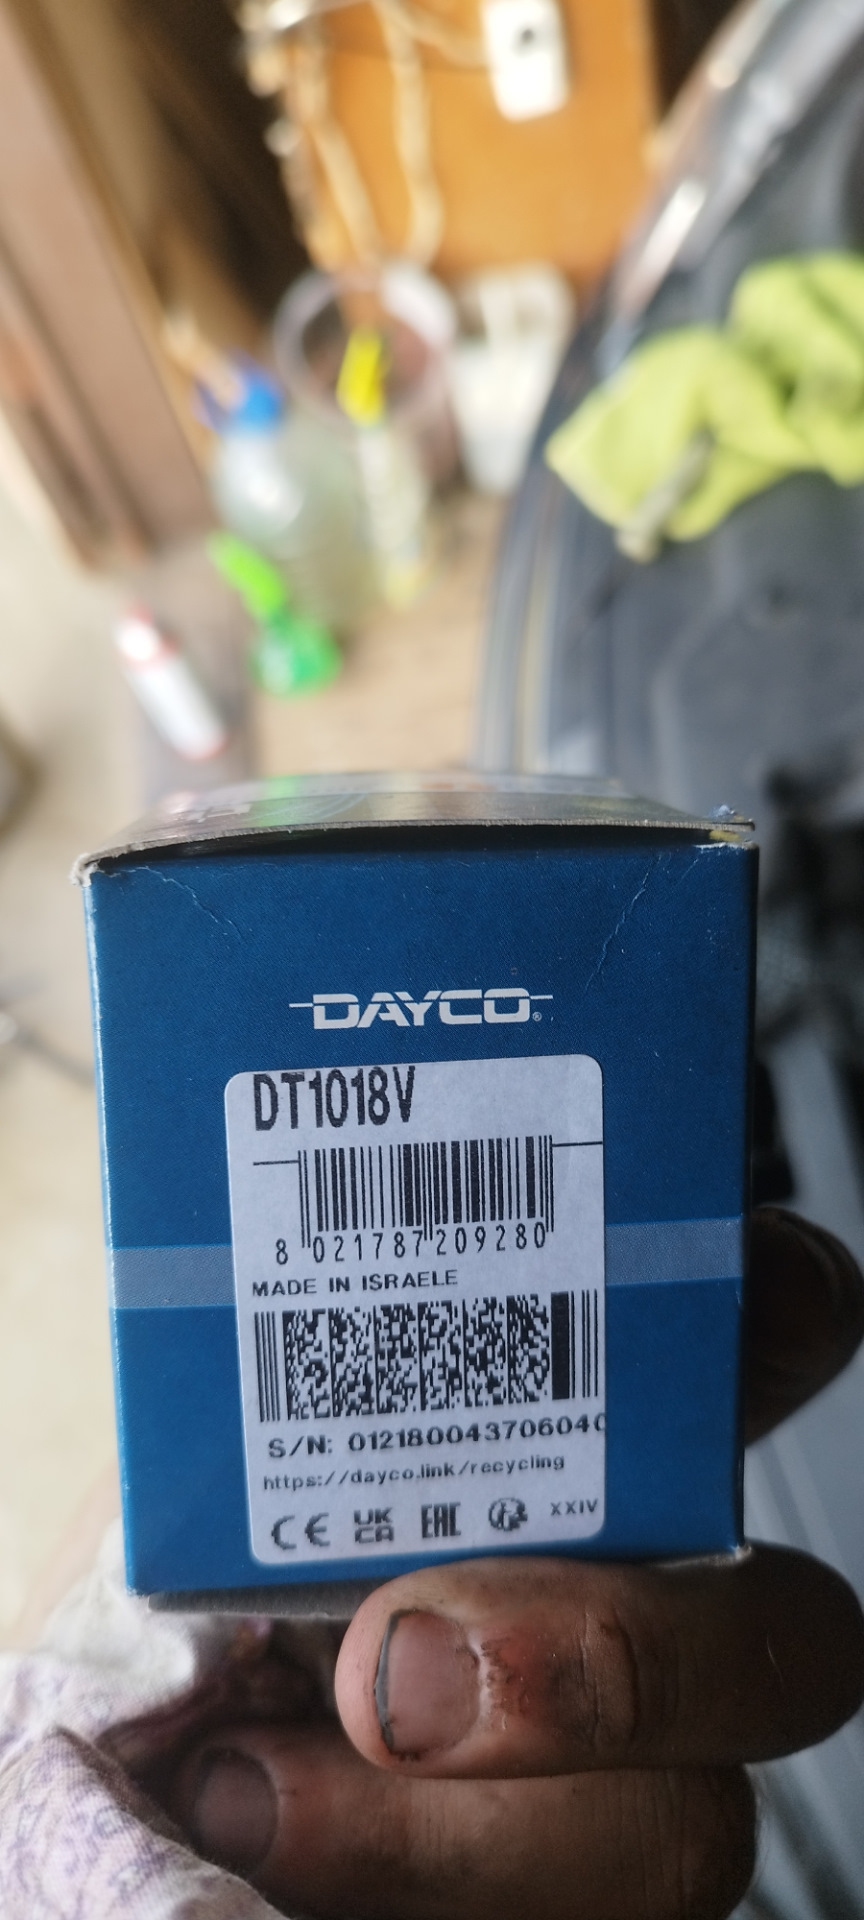 DAYCO®
DT1018V
8 021787 209280
MADE IN ISRAELE
S/N: 012180043706040
https://dayco.link/recycling
CE UK CA EAC XXIV